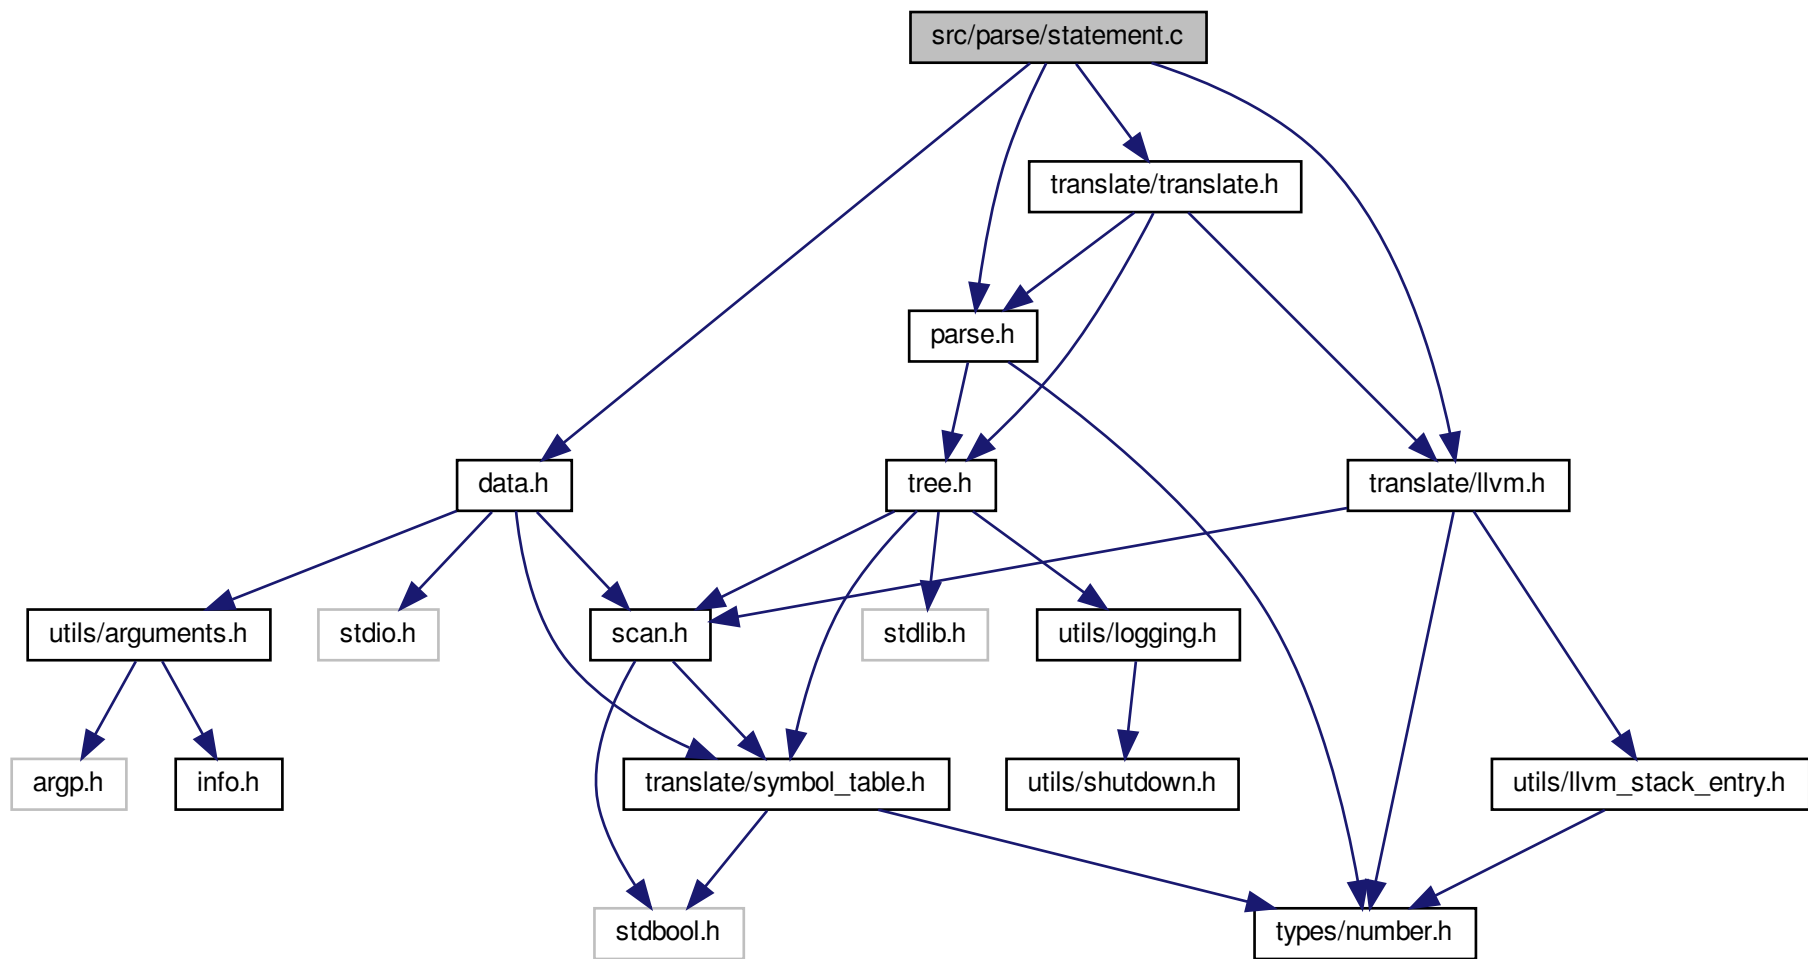 src/parse/statement.c
translate/translate.h
parse.h
data.h
tree.h
translate/llvm.h
utils/arguments.h
stdio.h
scan.h
stdlib.h
utils/logging.h
argp.h
info.h
translate/symbol_table.h
utils/shutdown.h
utils/llvm_stack_entry.h
stdbool.h
types/number.h